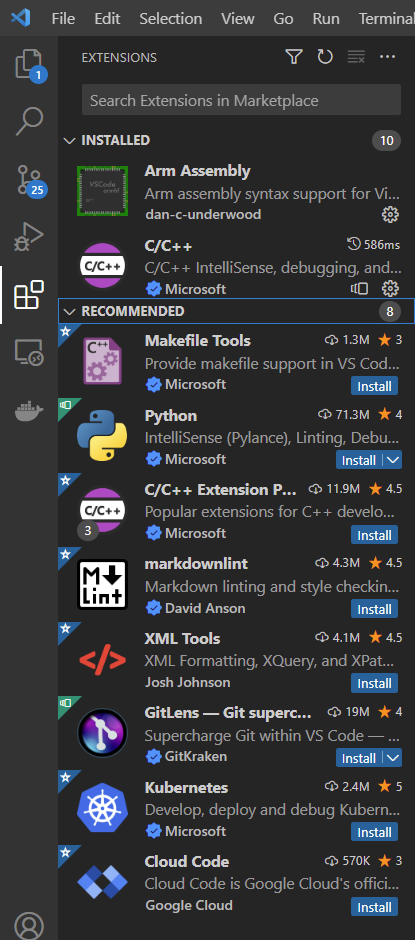 File Edit Selection View Go Run Terminal
EXTENSIONS
1
Search Extensions in Marketplace
INSTALLED 10
Arm Assembly
Arm assembly syntax support for Vi...
dan-c-underwood
25
C/C++ 586ms
C/C++ IntelliSense, debugging, and...
Microsoft
RECOMMENDED 8
Makefile Tools 1.3M 3
Provide makefile support in VS Cod...
Microsoft Install
Python 71.3M 4
IntelliSense (Pylance), Linting, Debu...
Microsoft Install
C/C++ Extension P... 11.9M 4.5
Popular extensions for C++ develo...
3
Microsoft Install
markdownlint 4.3M 4.5
Markdown linting and style checkin...
David Anson Install
XML Tools 4.1M 4.5
XML Formatting, XQuery, and XPat...
Josh Johnson Install
GitLens — Git superc... 19M 4
Supercharge Git within VS Code — ...
GitKraken Install
Kubernetes 2.4M 5
Develop, deploy and debug Kubern...
Microsoft Install
Cloud Code 570K 3
Cloud Code is Google Cloud's offici...
Google Cloud Install
VSCode
C/C++
C++
C/C++
M
Lint